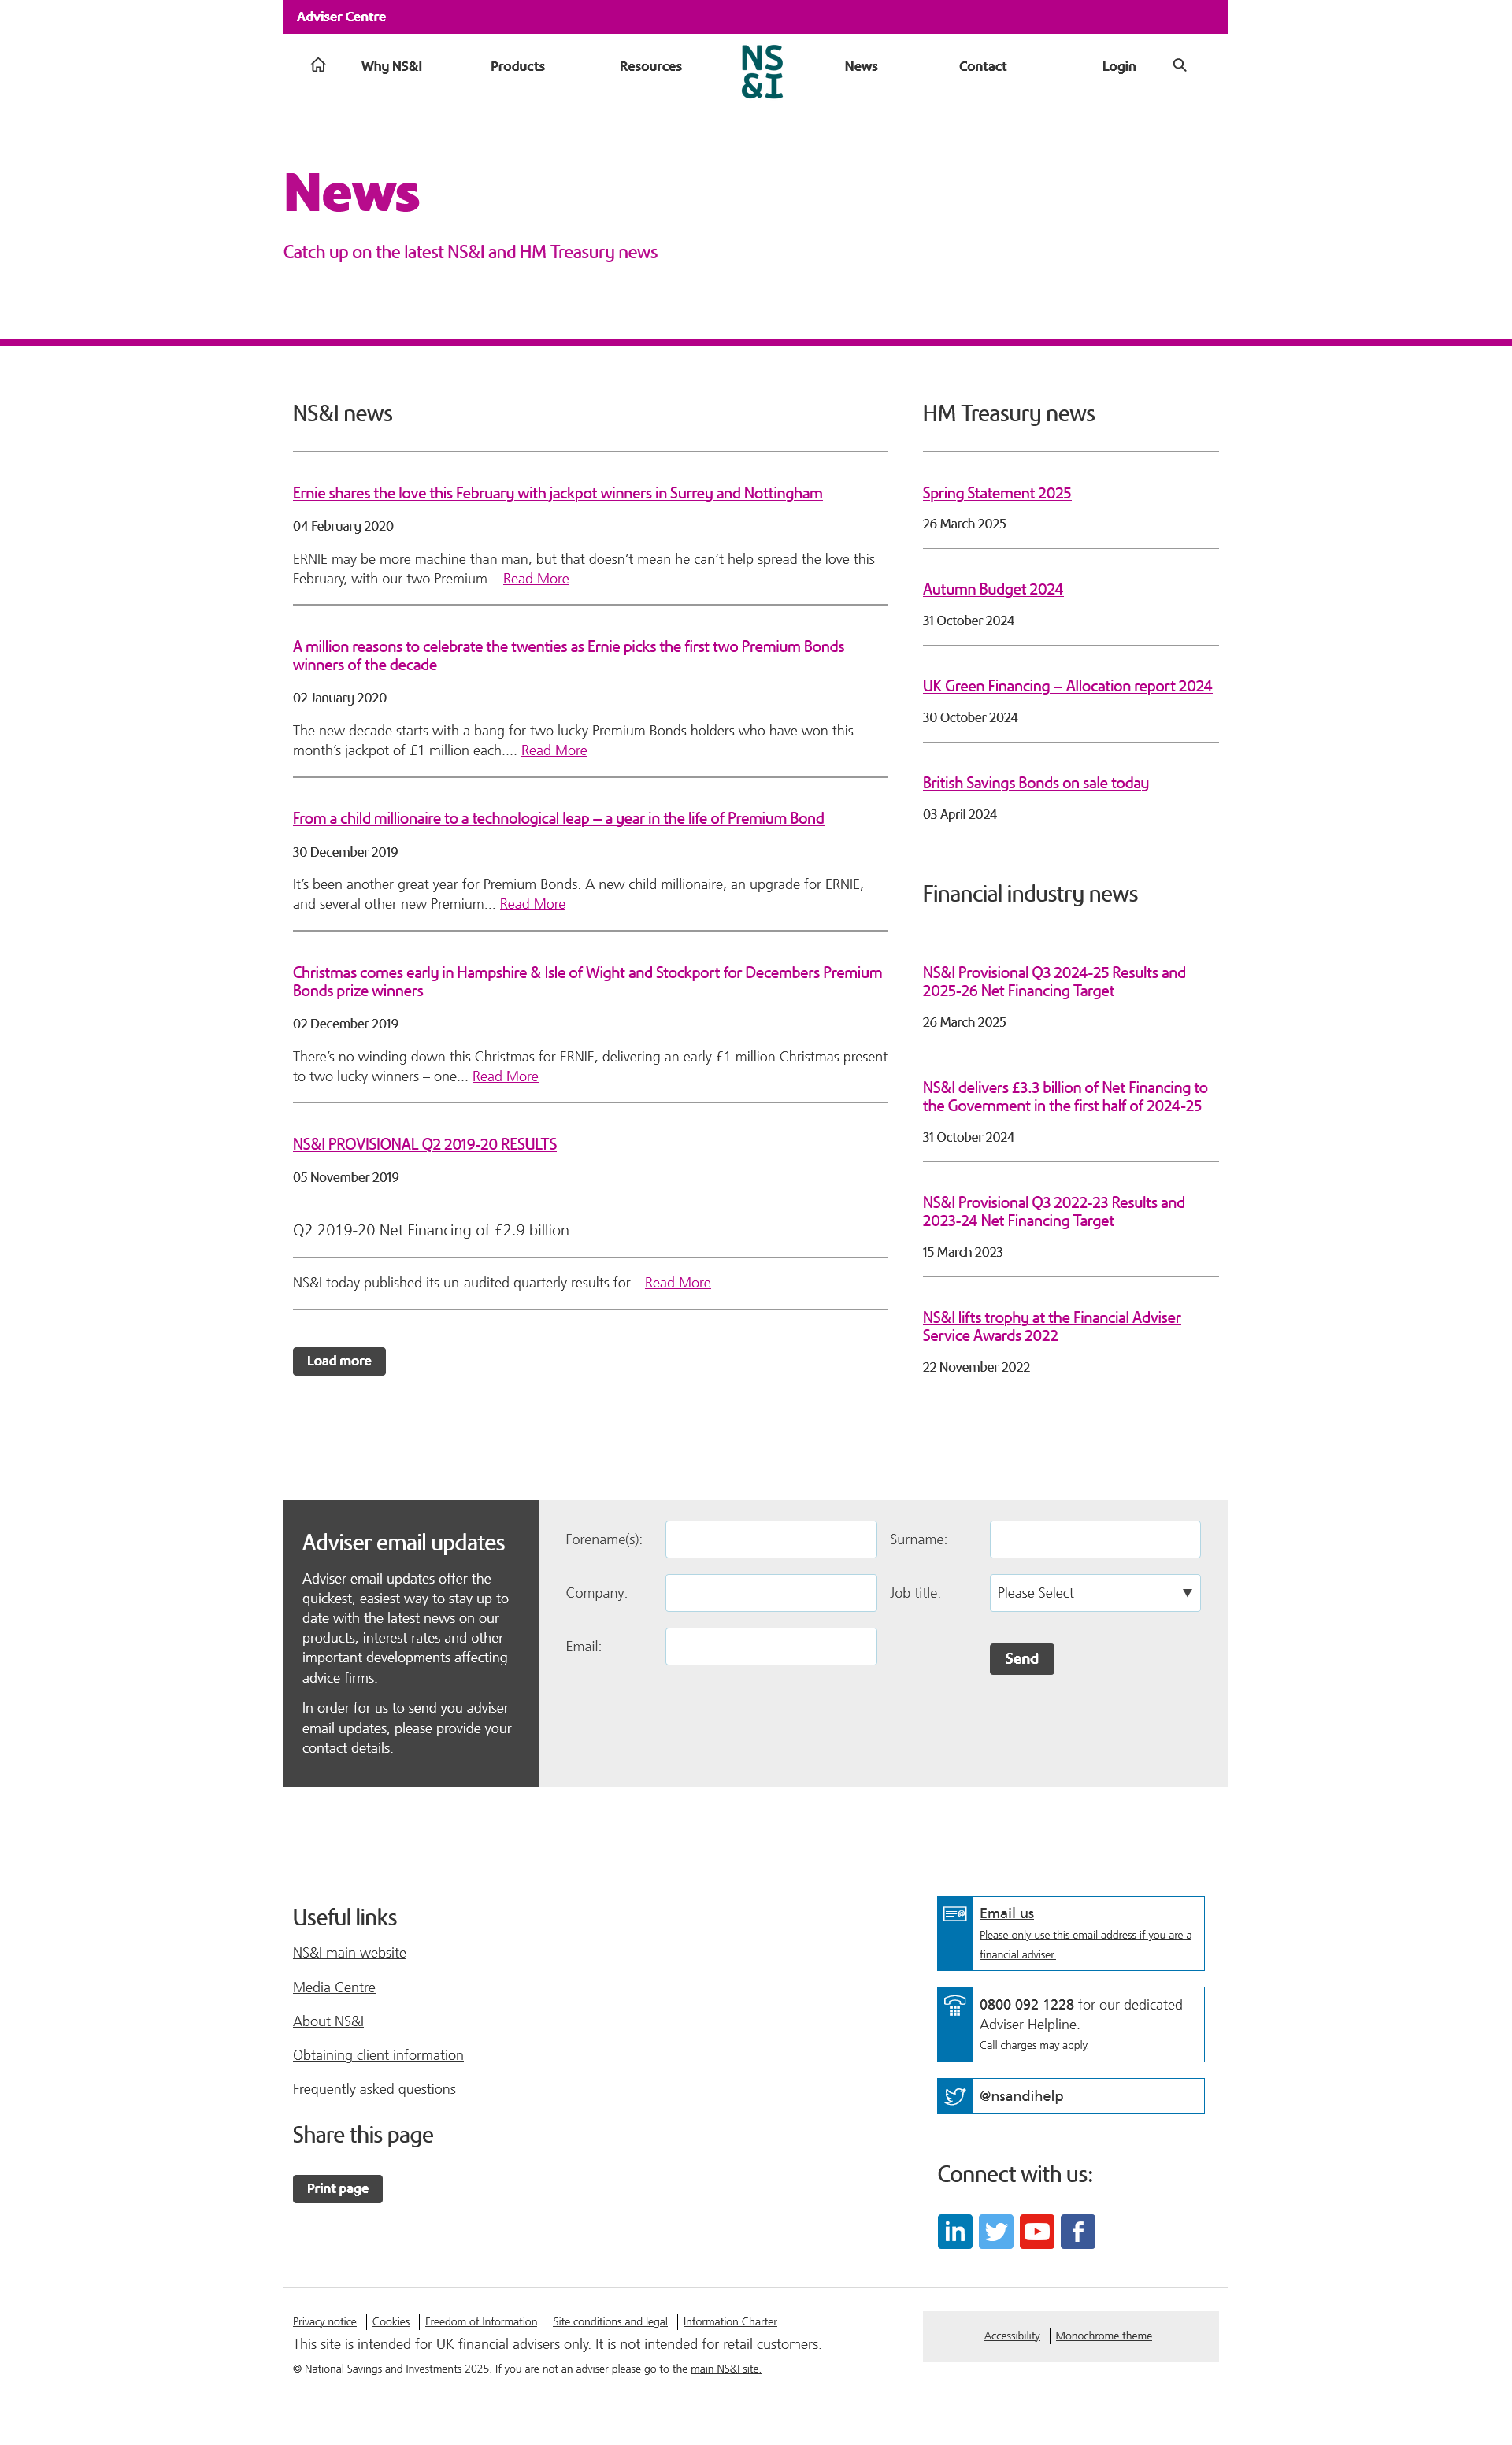 Adviser Centre
Why NS&I
Products
Resources
NS
&I
News
Contact
Login
News
Catch up on the latest NS&I and HM Treasury news
NS&I news
Ernie shares the love this February with jackpot winners in Surrey and Nottingham
04 February 2020
ERNIE may be more machine than man, but that doesn’t mean he can’t help spread the love this
February, with our two Premium... Read More
A million reasons to celebrate the twenties as Ernie picks the first two Premium Bonds
winners of the decade
02 January 2020
The new decade starts with a bang for two lucky Premium Bonds holders who have won this
month’s jackpot of £1 million each.... Read More
From a child millionaire to a technological leap – a year in the life of Premium Bond
30 December 2019
It’s been another great year for Premium Bonds. A new child millionaire, an upgrade for ERNIE,
and several other new Premium... Read More
Christmas comes early in Hampshire & Isle of Wight and Stockport for Decembers Premium
Bonds prize winners
02 December 2019
There’s no winding down this Christmas for ERNIE, delivering an early £1 million Christmas present
to two lucky winners – one... Read More
NS&I PROVISIONAL Q2 2019-20 RESULTS
05 November 2019
Q2 2019-20 Net Financing of £2.9 billion
NS&I today published its un-audited quarterly results for... Read More
Load more
HM Treasury news
Spring Statement 2025
26 March 2025
Autumn Budget 2024
31 October 2024
UK Green Financing – Allocation report 2024
30 October 2024
British Savings Bonds on sale today
03 April 2024
Financial industry news
NS&I Provisional Q3 2024-25 Results and
2025-26 Net Financing Target
26 March 2025
NS&I delivers £3.3 billion of Net Financing to
the Government in the first half of 2024-25
31 October 2024
NS&I Provisional Q3 2022-23 Results and
2023-24 Net Financing Target
15 March 2023
NS&I lifts trophy at the Financial Adviser
Service Awards 2022
22 November 2022
Adviser email updates
Adviser email updates offer the
quickest, easiest way to stay up to
date with the latest news on our
products, interest rates and other
important developments affecting
advice firms.
In order for us to send you adviser
email updates, please provide your
contact details.
Forename(s):
Surname:
Company:
Job title:
Please Select
Email:
Send
Useful links
NS&I main website
Media Centre
About NS&I
Obtaining client information
Frequently asked questions
Share this page
Print page
Email us
Please only use this email address if you are a
financial adviser.
0800 092 1228 for our dedicated
Adviser Helpline.
Call charges may apply.
@nsandihelp
Connect with us:
Privacy notice
Cookies
Freedom of Information
Site conditions and legal
Information Charter
This site is intended for UK financial advisers only. It is not intended for retail customers.
© National Savings and Investments 2025. If you are not an adviser please go to the main NS&I site.
Accessibility
Monochrome theme